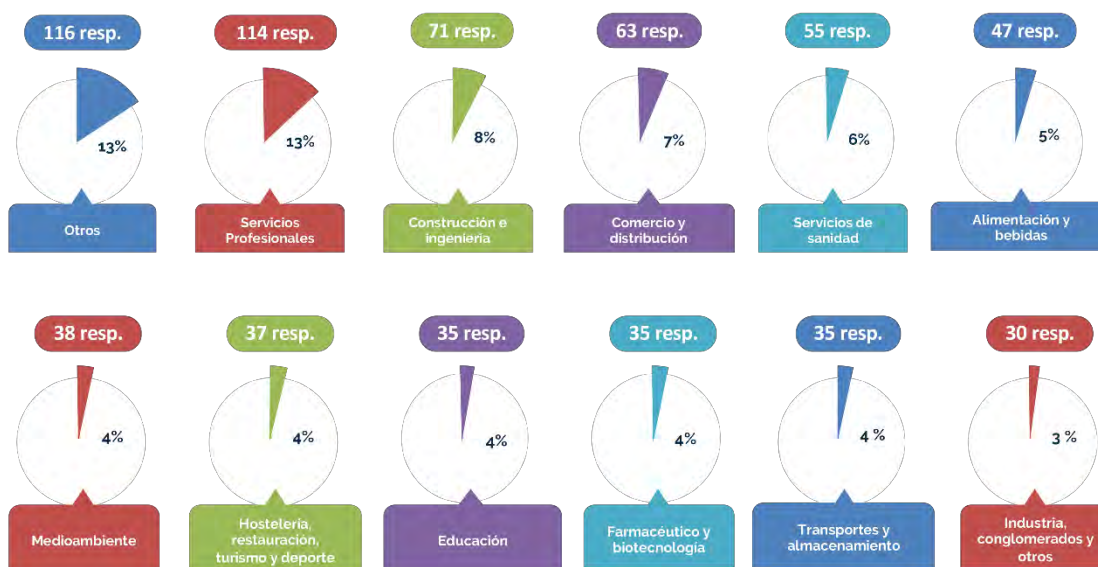 116 resp.
114 resp.
71 resp.
63 resp.
55 resp.
47 resp.
13%
13%
8%
7%
6%
5%
Otros
Servicios
Profesionales
Construcción e
ingenieria
Comercio y
distribución
Servicios de
sanidad
Alimentación y
bebidas
38 resp.
37 resp.
35 resp.
35 resp.
35 resp.
30 resp.
4%
4%
4%
4%
4 %
3 %
Medioambiente
Hostelería,
restauración,
turismo y deporte
Educación
Farmacéutico y
biotecnología
Transportes y
almacenamiento
Industria,
conglomerados y
otros